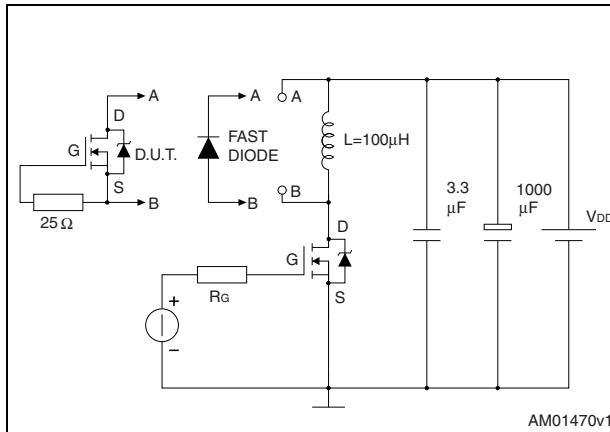 A
D
G
D.U.T.
S
B
25 Ω
A
FAST
DIODE
B
A
B
L=100µH
D
G
S
RG
+
–
3.3
µF
1000
µF
VDD
AM01470v1